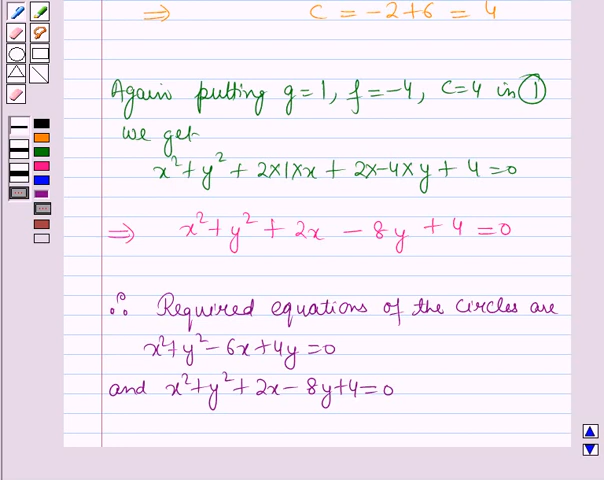 ⇒ C = -2+6 = 4
Again putting g=1, f=-4, C=4 in ①
we get
x²+y²+2×1×x+2×-4×y+4=0
⇒ x²+y²+2x-8y+4=0
∴ Required equations of the circles are
x²+y²-6x+4y=0
and x²+y²+2x-8y+4=0